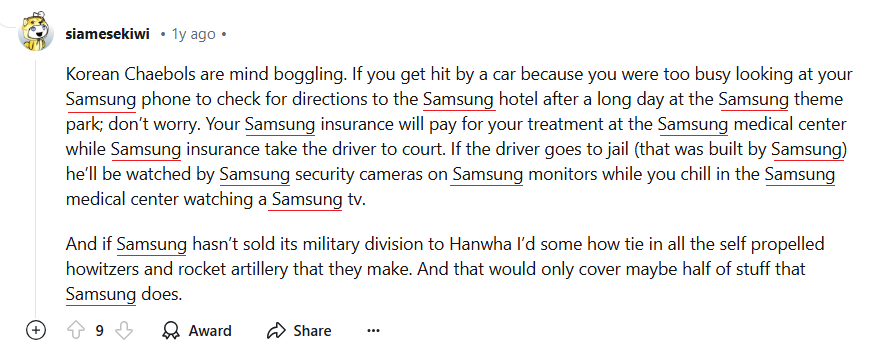 siamesekiwi • 1y ago •
Korean Chaebols are mind boggling. If you get hit by a car because you were too busy looking at your
Samsung phone to check for directions to the Samsung hotel after a long day at the Samsung theme
park; don't worry. Your Samsung insurance will pay for your treatment at the Samsung medical center
while Samsung insurance take the driver to court. If the driver goes to jail (that was built by Samsung)
he'll be watched by Samsung security cameras on Samsung monitors while you chill in the Samsung
medical center watching a Samsung tv.
And if Samsung hasn't sold its military division to Hanwha I'd some how tie in all the self propelled
howitzers and rocket artillery that they make. And that would only cover maybe half of stuff that
Samsung does.
9 Award Share ···